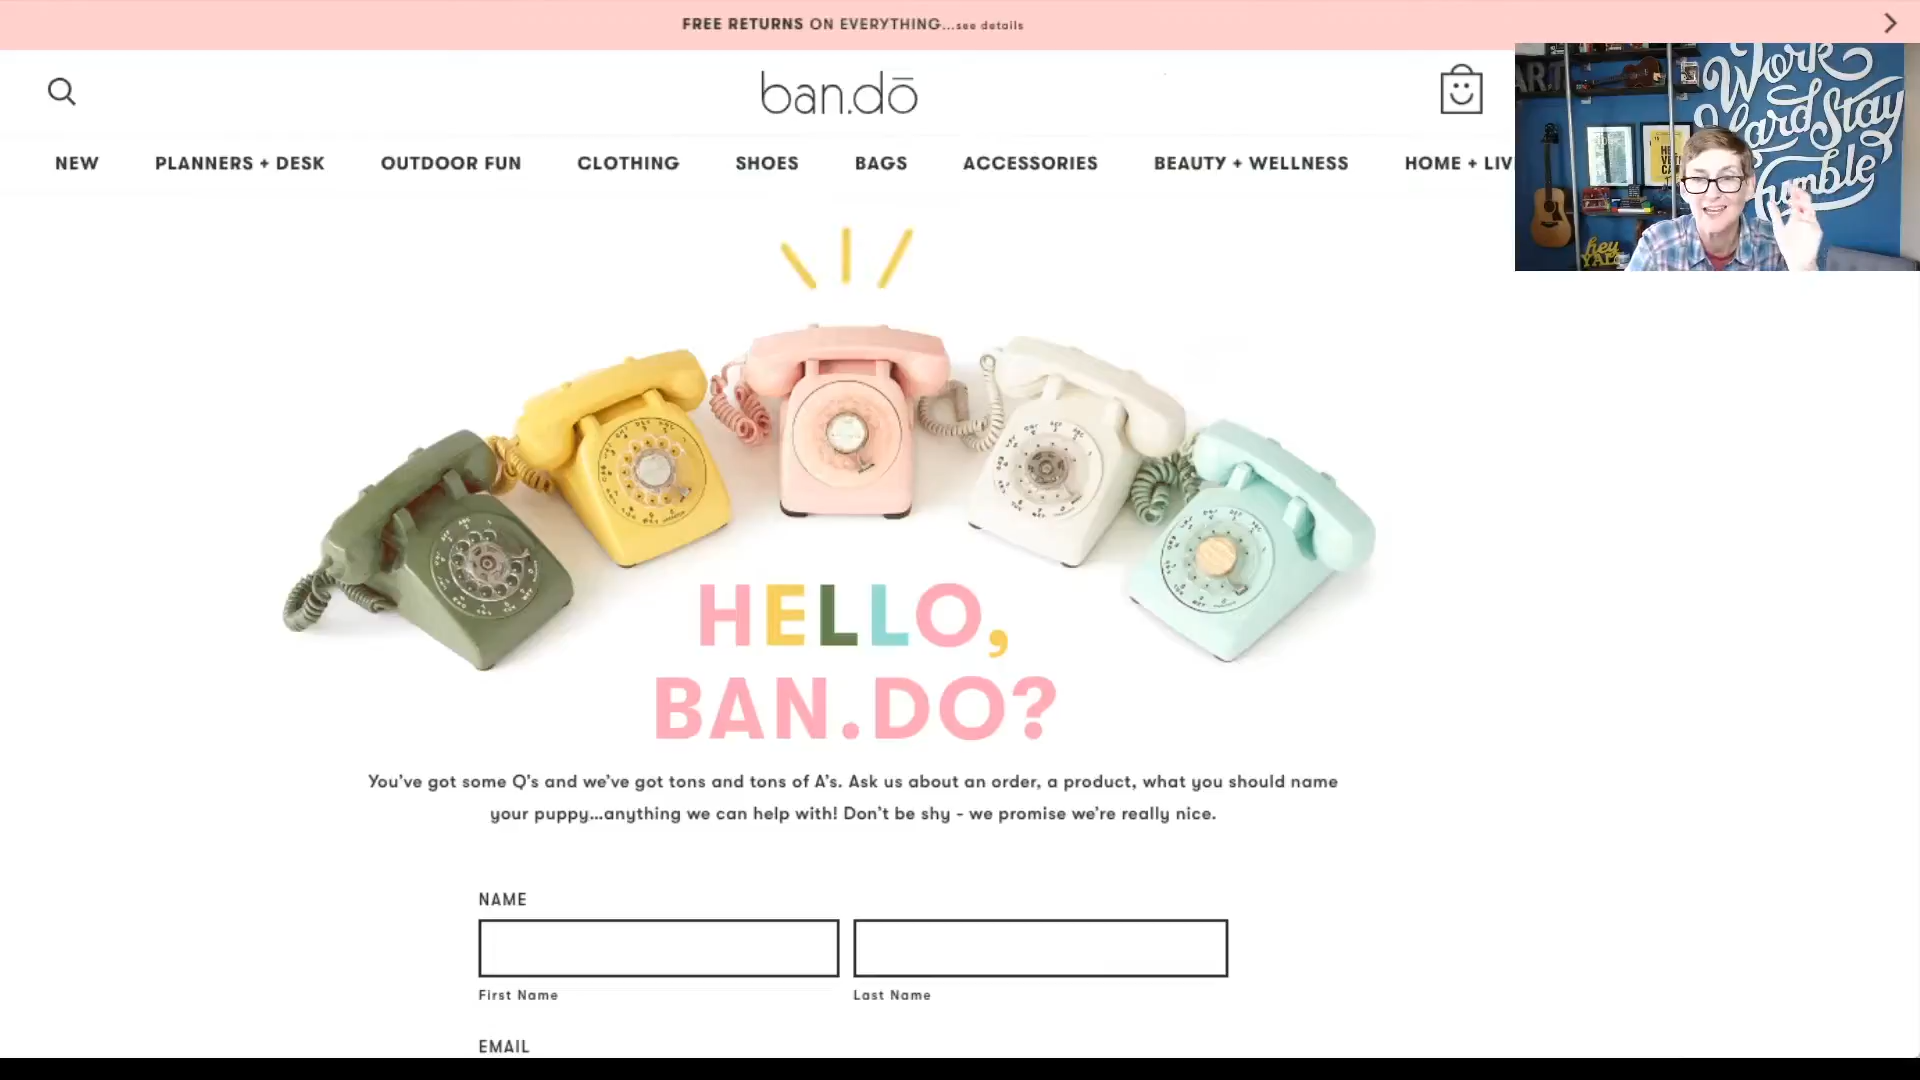 FREE RETURNS ON EVERYTHING...see details
ban.dō
NEW PLANNERS + DESK OUTDOOR FUN CLOTHING SHOES BAGS ACCESSORIES BEAUTY + WELLNESS HOME + LIVI
Work
Hard Stay
Humble
hey
YALL
HELLO,
BAN.DO?
You've got some Q's and we've got tons and tons of A's. Ask us about an order, a product, what you should name
your puppy...anything we can help with! Don't be shy - we promise we're really nice.
NAME
First Name Last Name
EMAIL